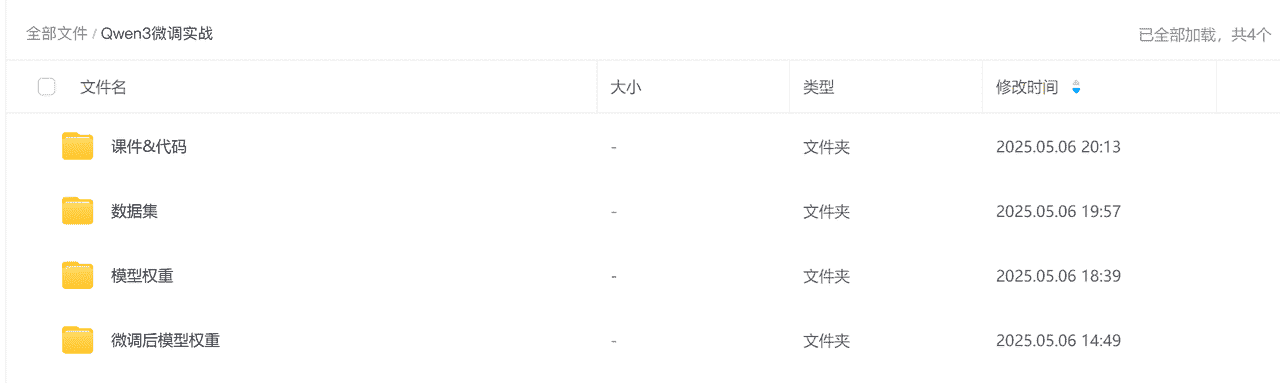 全部文件 / Qwen3微调实战 已全部加载，共4个
文件名 大小 类型 修改时间
课件&代码 - 文件夹 2025.05.06 20:13
数据集 - 文件夹 2025.05.06 19:57
模型权重 - 文件夹 2025.05.06 18:39
微调后模型权重 - 文件夹 2025.05.06 14:49